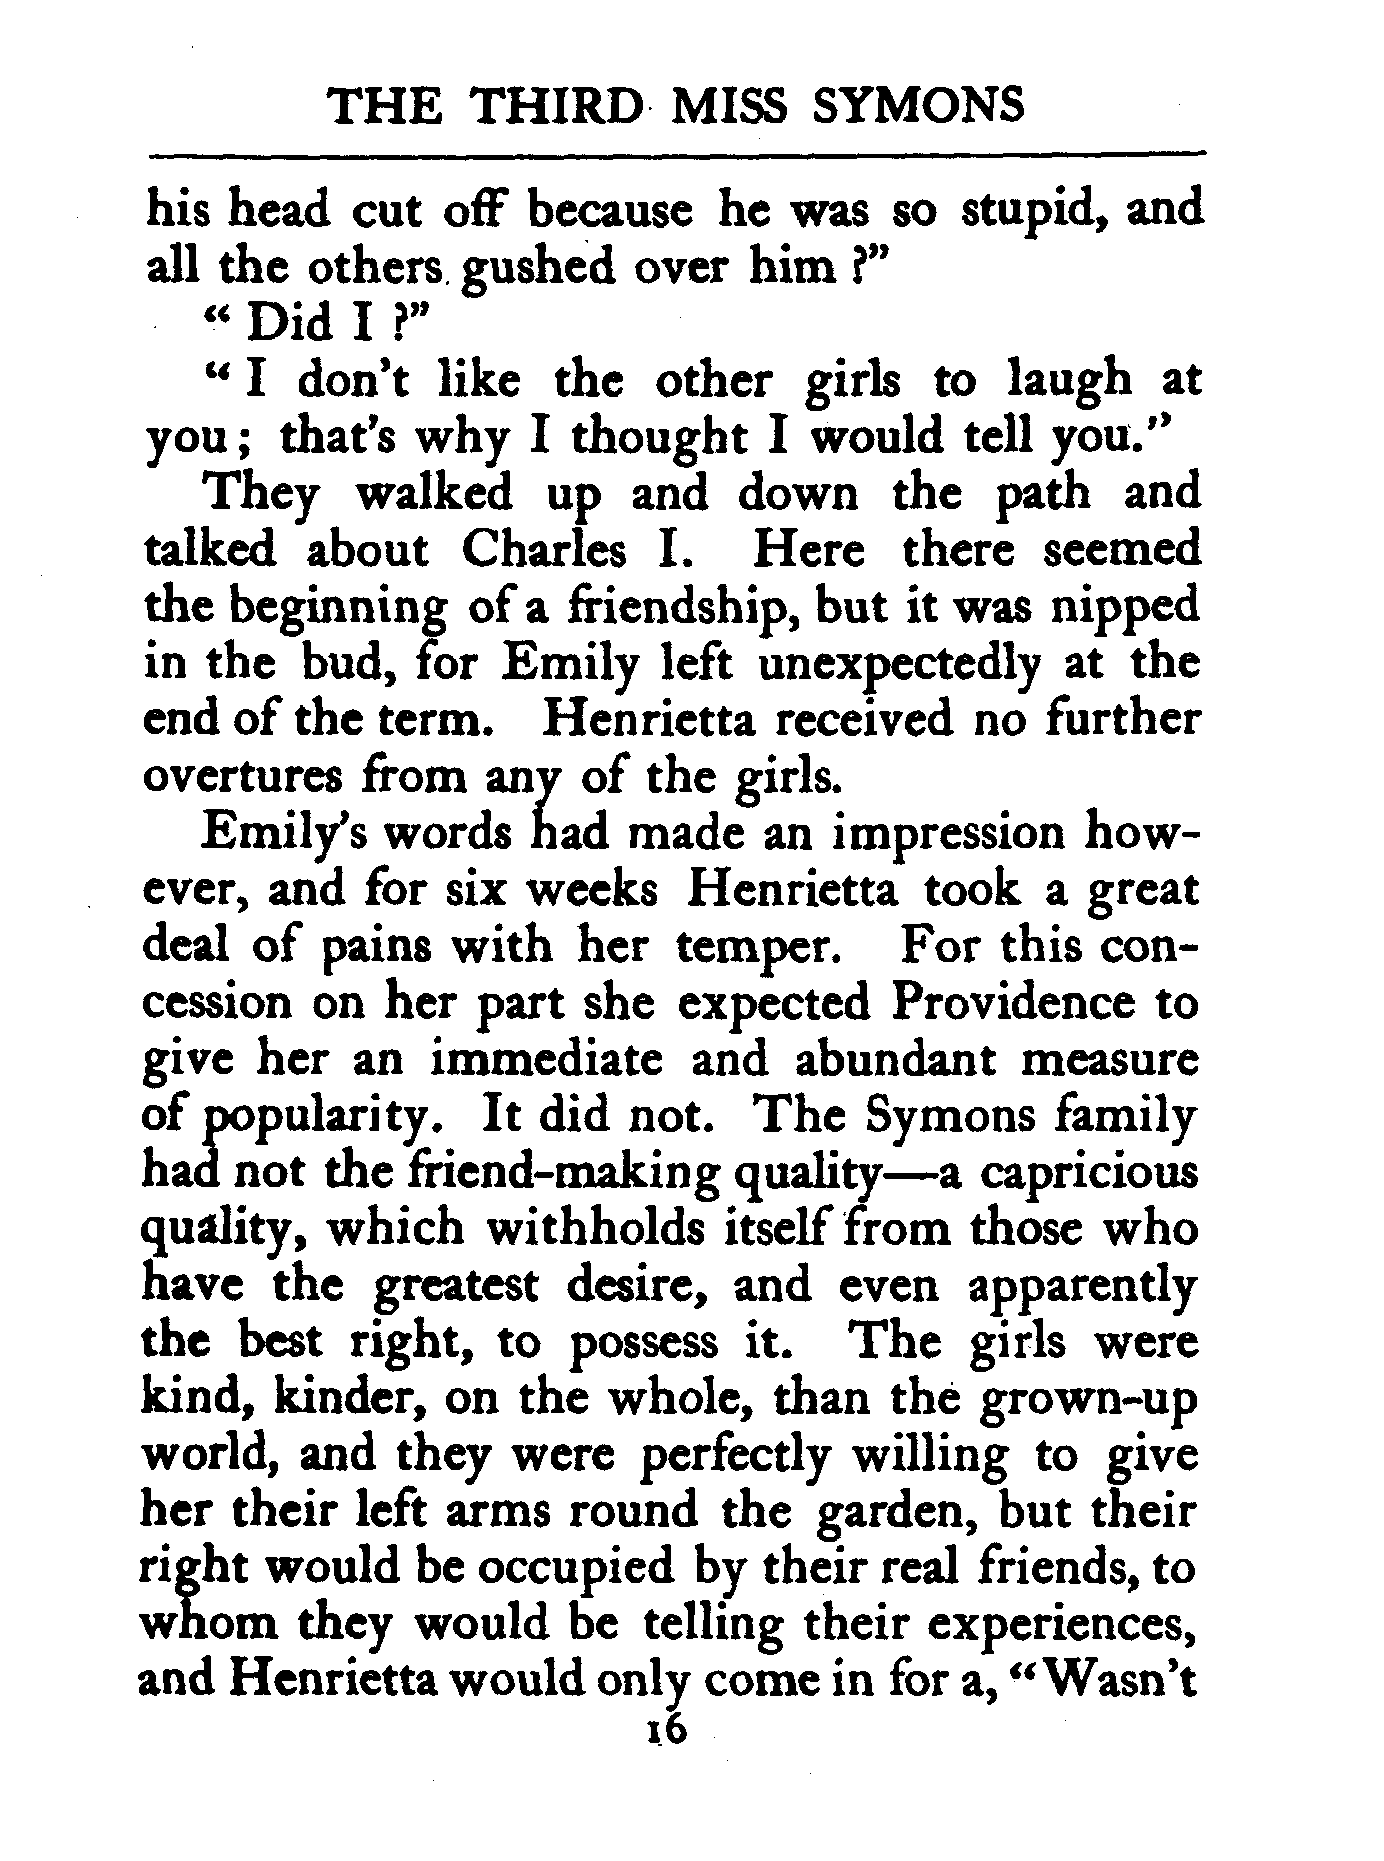 THE THIRD MISS SYMONS
his head cut off because he was so stupid, and
all the others gushed over him ?”
“ Did I ?”
“ I don’t like the other girls to laugh at
you ; that’s why I thought I would tell you.”
They walked up and down the path and
talked about Charles I. Here there seemed
the beginning of a friendship, but it was nipped
in the bud, for Emily left unexpectedly at the
end of the term. Henrietta received no further
overtures from any of the girls.
Emily’s words had made an impression how-
ever, and for six weeks Henrietta took a great
deal of pains with her temper. For this con-
cession on her part she expected Providence to
give her an immediate and abundant measure
of popularity. It did not. The Symons family
had not the friend-making quality—a capricious
quality, which withholds itself from those who
have the greatest desire, and even apparently
the best right, to possess it. The girls were
kind, kinder, on the whole, than the grown-up
world, and they were perfectly willing to give
her their left arms round the garden, but their
right would be occupied by their real friends, to
whom they would be telling their experiences,
and Henrietta would only come in for a, “Wasn’t
16